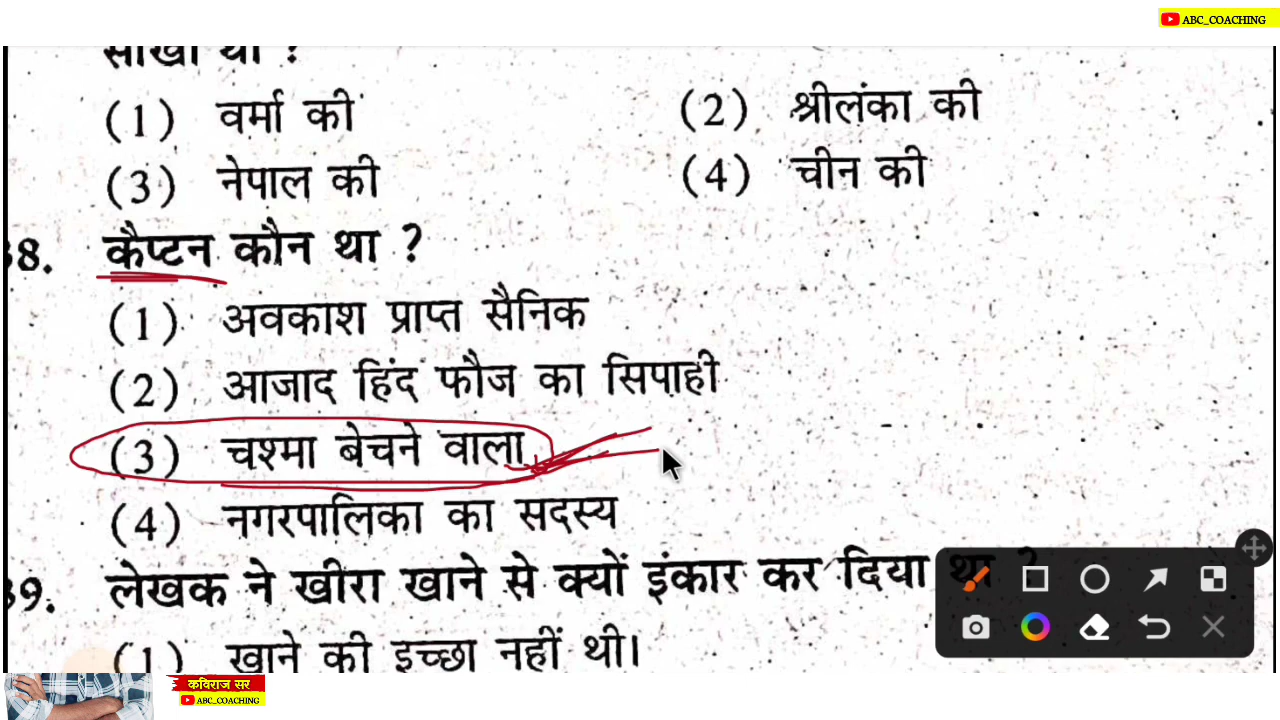 ABC_COACHING
सीखी थी ?
(1) वर्मा की
(2) श्रीलंका की
(3) नेपाल की
(4) चीन की
38. कैप्टन कौन था ?
(1) अवकाश प्राप्त सैनिक
(2) आजाद हिंद फौज का सिपाही
(3) चश्मा बेचने वाला
(4) नगरपालिका का सदस्य
39. लेखक ने खीरा खाने से क्यों इंकार कर दिया था ?
(1) खाने की इच्छा नहीं थी।
कविराज सर
ABC_COACHING